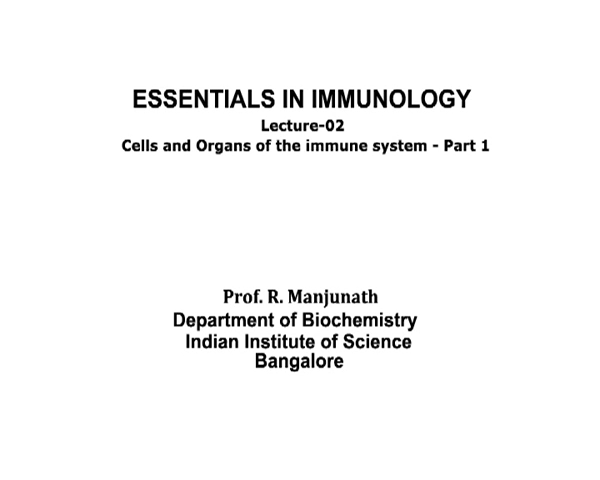 ESSENTIALS IN IMMUNOLOGY
Lecture-02
Cells and Organs of the immune system - Part 1
Prof. R. Manjunath
Department of Biochemistry
Indian Institute of Science
Bangalore